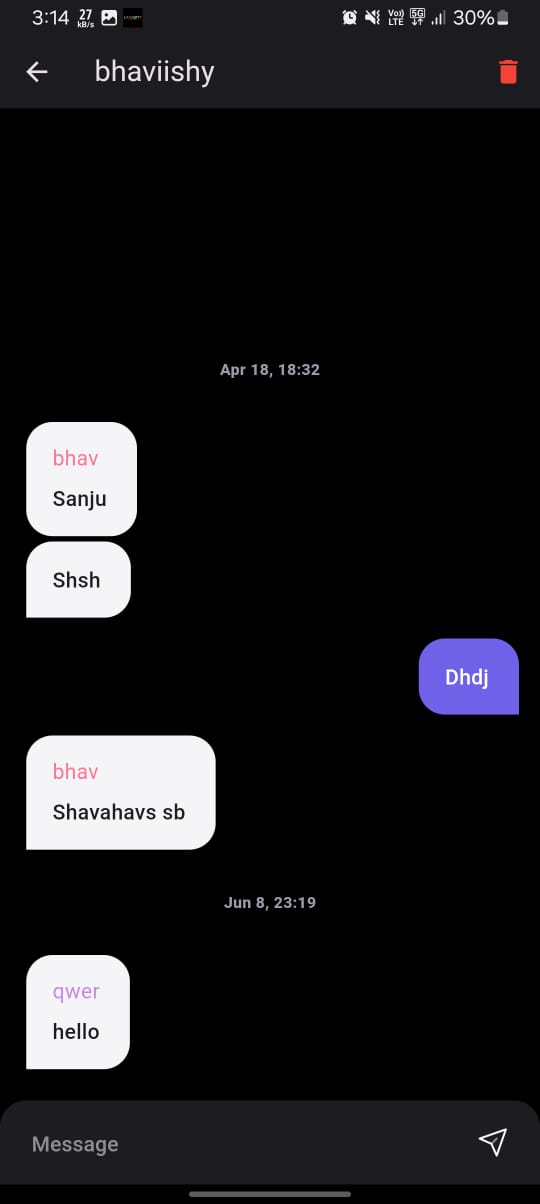 3:14 27 kB/s Vo)) LTE 5G 30%
bhaviishy
Apr 18, 18:32
bhav
Sanju
Shsh
Dhdj
bhav
Shavahavs sb
Jun 8, 23:19
qwer
hello
Message